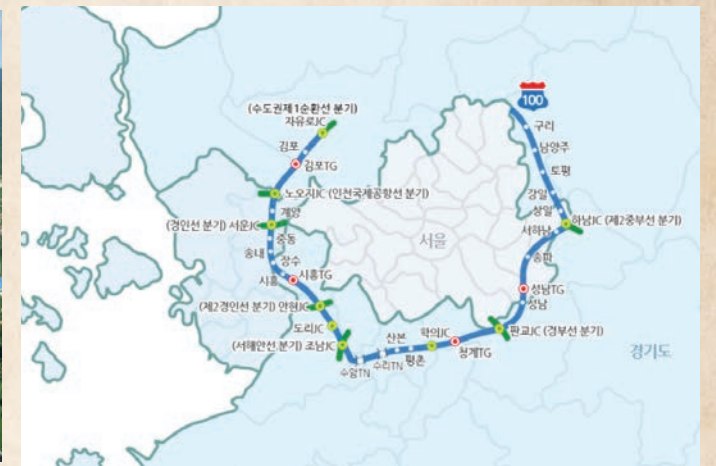 (수도권제1순환선 분기)
자유로JC
김포
김포TG
노오지JC (인천국제공항선 분기)
계양
(경인선 분기) 서운JC
중동
송내
장수
시흥
시흥TG
(제2경인선 분기) 안현JC
도리JC
(서해안선 분기) 조남JC
수암TN
수리TN
산본
평촌
학의JC
청계TG
판교JC (경부선 분기)
성남
성남TG
송파
서하남
하남JC (제2중부선 분기)
상일
강일
토평
남양주
구리
100
서울
경기도